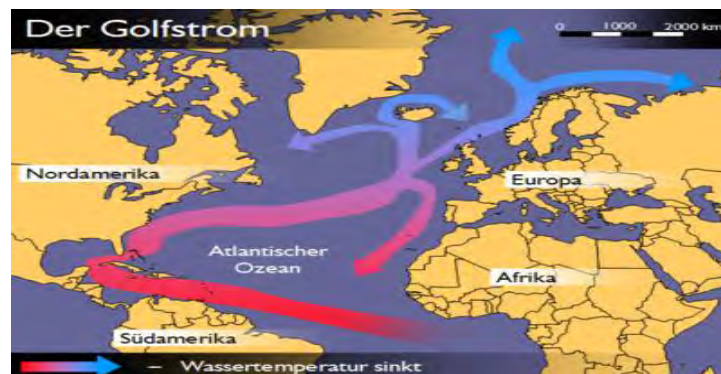 Der Golfstrom
0 1000 2000 km
Nordamerika
Europa
Atlantischer
Ozean
Afrika
Südamerika
– Wassertemperatur sinkt